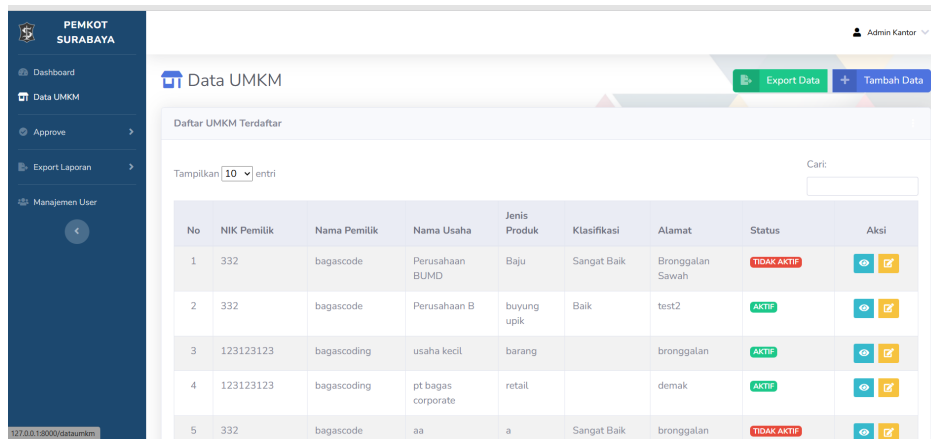 PEMKOT
SURABAYA
Admin Kantor
Dashboard
Data UMKM
Approve
Export Laporan
Manajemen User
Data UMKM
Export Data
+ Tambah Data
Daftar UMKM Terdaftar
Tampilkan 10 entri
Cari:
No NIK Pemilik Nama Pemilik Nama Usaha Jenis Produk Klasifikasi Alamat Status Aksi
1 332 bagascode Perusahaan BUMD Baju Sangat Baik Bronggalan Sawah TIDAK AKTIF
2 332 bagascode Perusahaan B buyung upik Baik test2 AKTIF
3 123123123 bagascoding usaha kecil barang bronggalan AKTIF
4 123123123 bagascoding pt bagas corporate retail demak AKTIF
5 332 bagascode aa a Sangat Baik bronggalan TIDAK AKTIF
127.0.0.1:8000/dataumkm